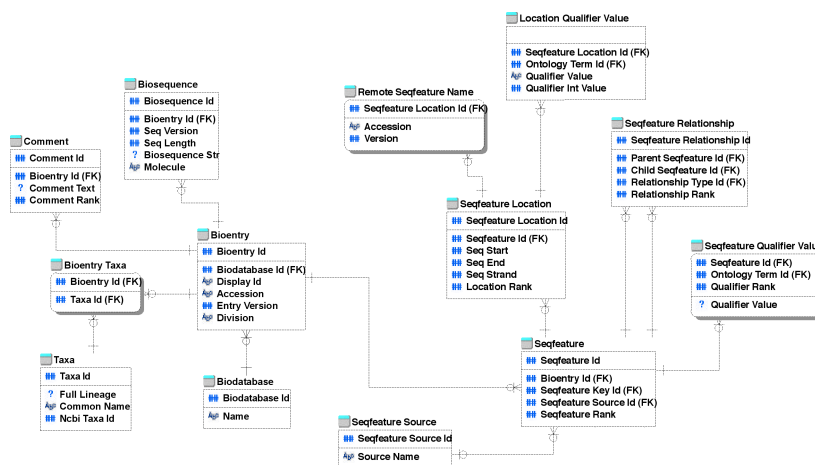 Location Qualifier Value
Seqfeature Location Id (FK)
Ontology Term Id (FK)
Qualifier Value
Qualifier Int Value
Biosequence
Biosequence Id
Bioentry Id (FK)
Seq Version
Seq Length
? Biosequence Str
Molecule
Remote Seqfeature Name
Seqfeature Location Id (FK)
Accession
Version
Seqfeature Relationship
Seqfeature Relationship Id
Parent Seqfeature Id (FK)
Child Seqfeature Id (FK)
Relationship Type Id (FK)
Relationship Rank
Comment
Comment Id
Bioentry Id (FK)
? Comment Text
Comment Rank
Seqfeature Location
Seqfeature Location Id
Seqfeature Id (FK)
Seq Start
Seq End
Seq Strand
Location Rank
Bioentry
Bioentry Id
Biodatabase Id (FK)
Display Id
Accession
Entry Version
Division
Seqfeature Qualifier Valu
Seqfeature Id (FK)
Ontology Term Id (FK)
Qualifier Rank
? Qualifier Value
Bioentry Taxa
Bioentry Id (FK)
Taxa Id (FK)
Seqfeature
Seqfeature Id
Bioentry Id (FK)
Seqfeature Key Id (FK)
Seqfeature Source Id (FK)
Seqfeature Rank
Taxa
Taxa Id
? Full Lineage
Common Name
Ncbi Taxa Id
Biodatabase
Biodatabase Id
Name
Seqfeature Source
Seqfeature Source Id
Source Name